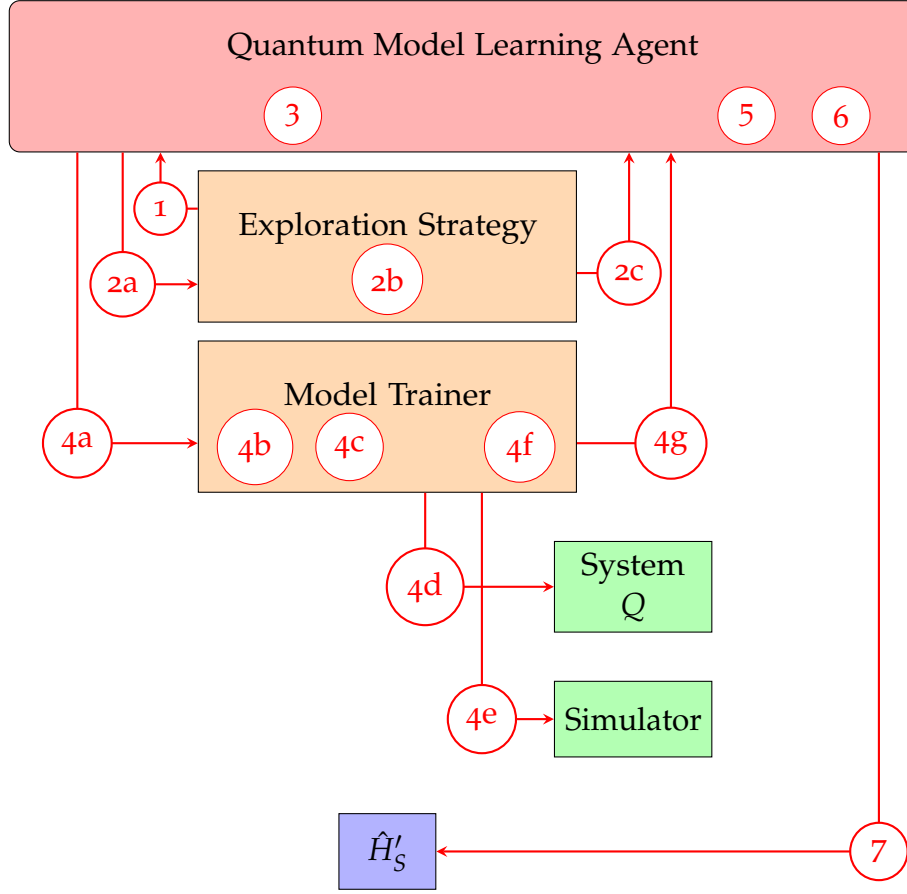 Quantum Model Learning Agent
3
5
6
1
Exploration Strategy
2a
2b
2c
Model Trainer
4a
4b
4c
4f
4g
4d
System
Q
4e
Simulator
Ĥ′_S
7